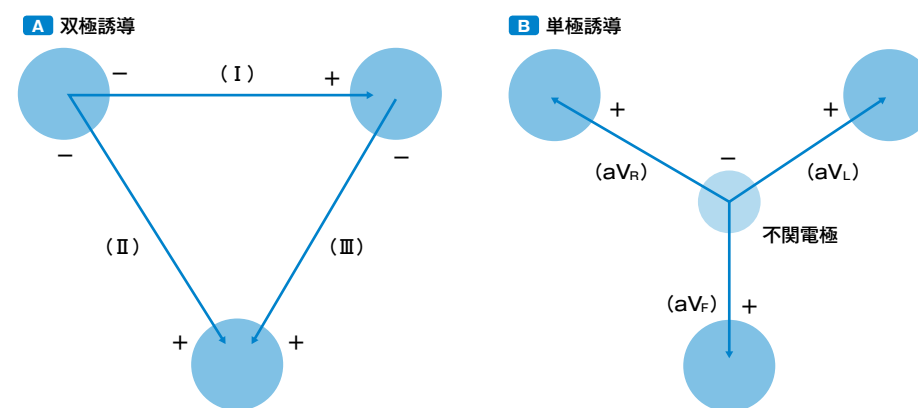 A 双極誘導
− （Ⅰ） ＋
− −
（Ⅱ） （Ⅲ）
＋ ＋
B 単極誘導
＋ ＋
−
（aVR） （aVL）
不関電極
（aVF） ＋